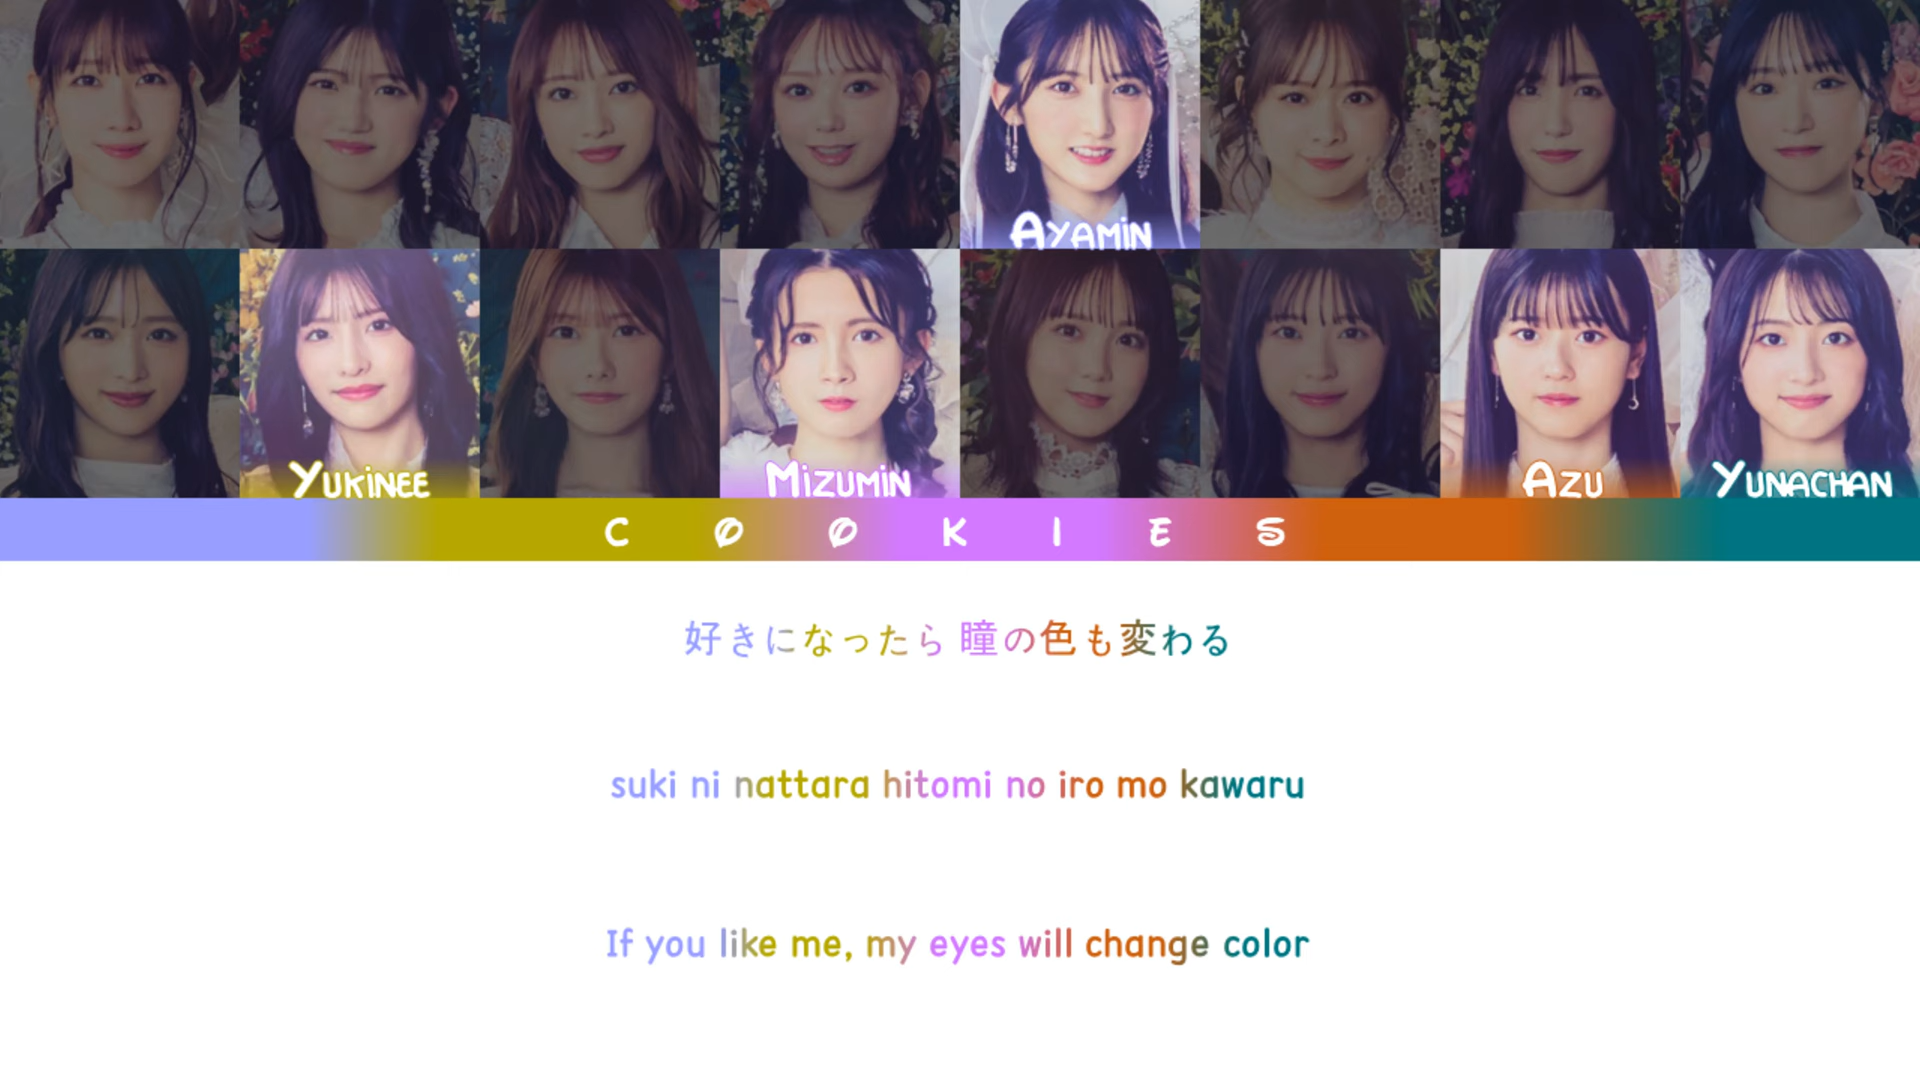 AYAMIN
YUKINEE
MIZUMIN
AZU
YUNACHAN
COOKIES
好きになったら 瞳の色も変わる
suki ni nattara hitomi no iro mo kawaru
If you like me, my eyes will change color